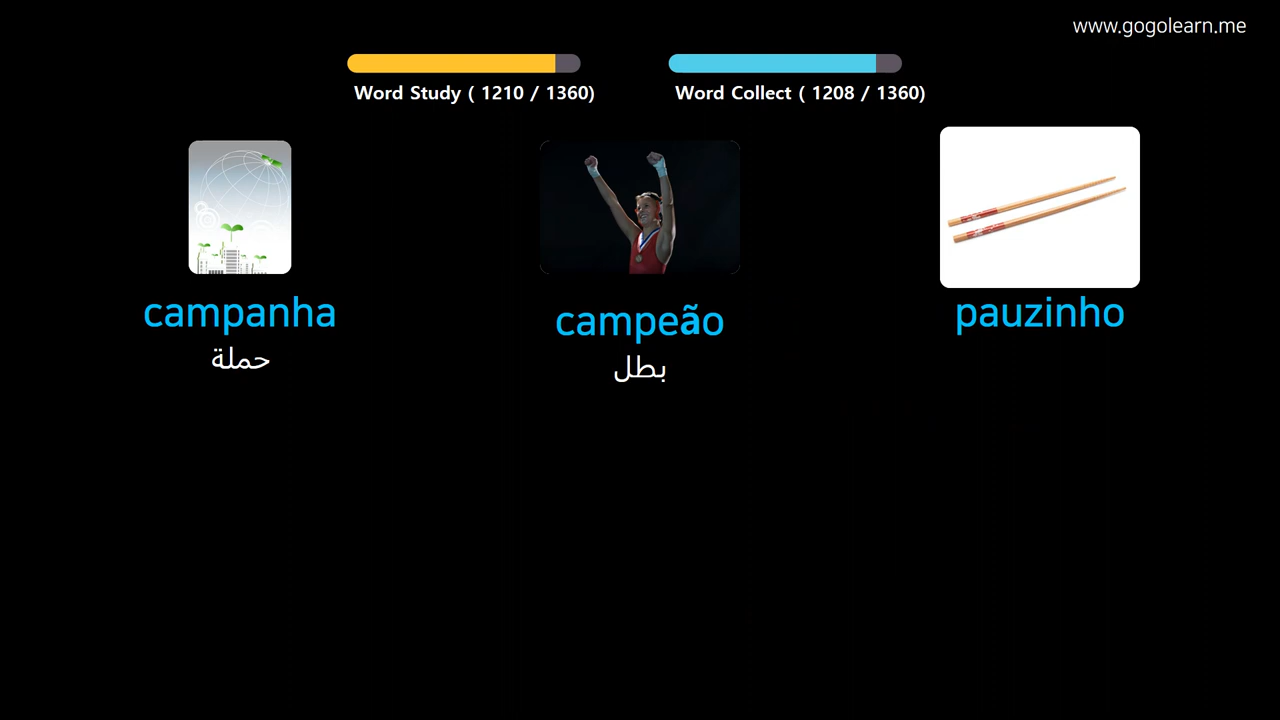 www.gogolearn.me
Word Study ( 1210 / 1360)
Word Collect ( 1208 / 1360)
campanha
حملة
campeão
بطل
pauzinho